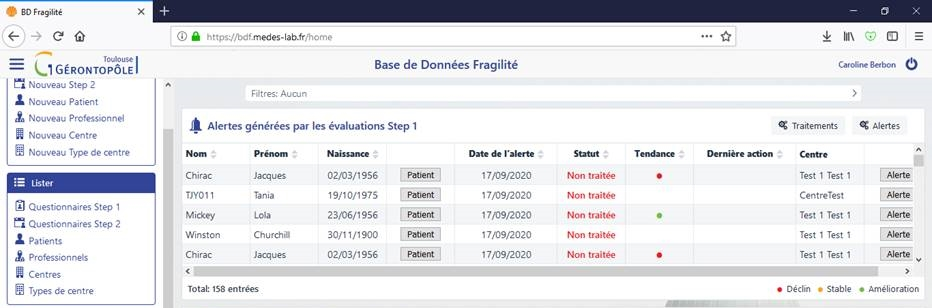 BD Fragilité
https://bdf.medes-lab.fr/home
Toulouse
GÉRONTOPÔLE
Base de Données Fragilité
Caroline Berbon
Nouveau Step 2
Nouveau Patient
Nouveau Professionnel
Nouveau Centre
Nouveau Type de centre
Lister
Questionnaires Step 1
Questionnaires Step 2
Patients
Professionnels
Centres
Types de centre
Filtres: Aucun
Alertes générées par les évaluations Step 1
Traitements
Alertes
Nom Prénom Naissance Date de l'alerte Statut Tendance Dernière action Centre
Chirac Jacques 02/03/1956 Patient 17/09/2020 Non traitée Test 1 Test 1 Alerte
TJY011 Tania 19/10/1975 Patient 17/09/2020 Non traitée CentreTest Alerte
Mickey Lola 23/06/1956 Patient 17/09/2020 Non traitée Test 1 Test 1 Alerte
Winston Churchill 30/11/1900 Patient 17/09/2020 Non traitée Test 1 Test 1 Alerte
Chirac Jacques 02/03/1956 Patient 17/09/2020 Non traitée Test 1 Test 1 Alerte
Total: 158 entrées
Déclin Stable Amélioration